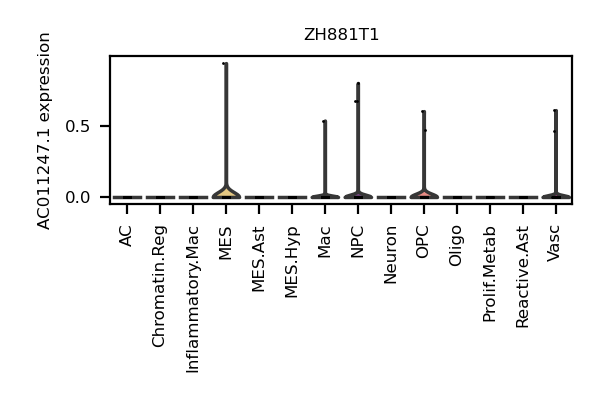 ZH881T1
AC011247.1 expression
0.5
0.0
AC
Chromatin.Reg
Inflammatory.Mac
MES
MES.Ast
MES.Hyp
Mac
NPC
Neuron
OPC
Oligo
Prolif.Metab
Reactive.Ast
Vasc